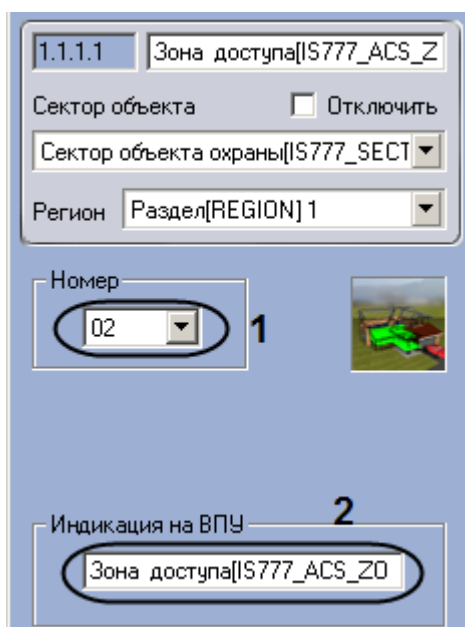 1.1.1.1 Зона доступа[IS777_ACS_Z
Сектор объекта Отключить
Сектор объекта охраны[IS777_SECT
Регион Раздел[REGION] 1
Номер
02 1
2
Индикация на ВПУ
Зона доступа[IS777_ACS_ZO